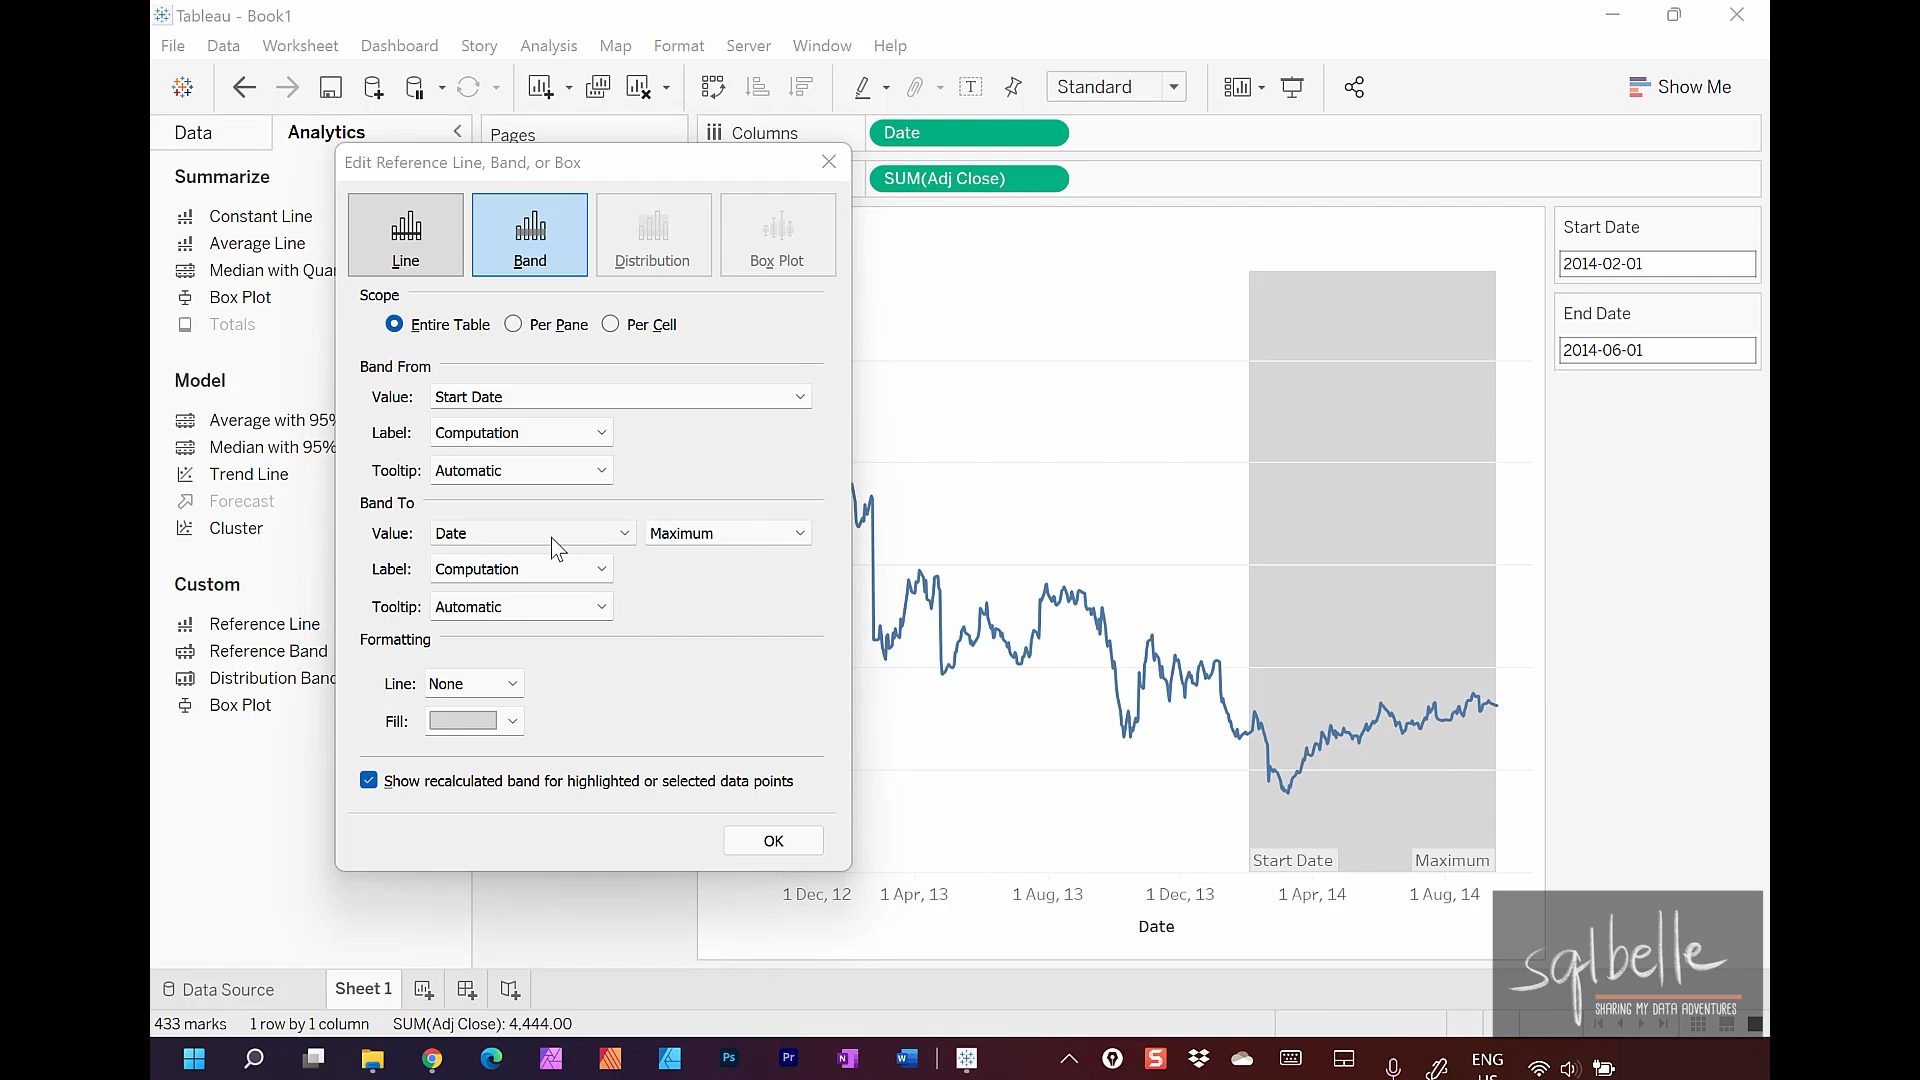 Tableau - Book1
File Data Worksheet Dashboard Story Analysis Map Format Server Window Help
Standard
Show Me
Data Analytics
Pages
Columns
Date
SUM(Adj Close)
Summarize
Constant Line
Average Line
Median with Qua
Box Plot
Totals
Model
Average with 95%
Median with 95%
Trend Line
Forecast
Cluster
Custom
Reference Line
Reference Band
Distribution Band
Box Plot
Edit Reference Line, Band, or Box
Line Band Distribution Box Plot
Scope
Entire Table Per Pane Per Cell
Band From
Value: Start Date
Label: Computation
Tooltip: Automatic
Band To
Value: Date Maximum
Label: Computation
Tooltip: Automatic
Formatting
Line: None
Fill:
Show recalculated band for highlighted or selected data points
OK
Start Date
2014-02-01
End Date
2014-06-01
Start Date Maximum
1 Dec, 12 1 Apr, 13 1 Aug, 13 1 Dec, 13 1 Apr, 14 1 Aug, 14
Date
sqlbelle
SHARING MY DATA ADVENTURES
Data Source Sheet 1
433 marks 1 row by 1 column SUM(Adj Close): 4,444.00
Ps Pr N W S ENG